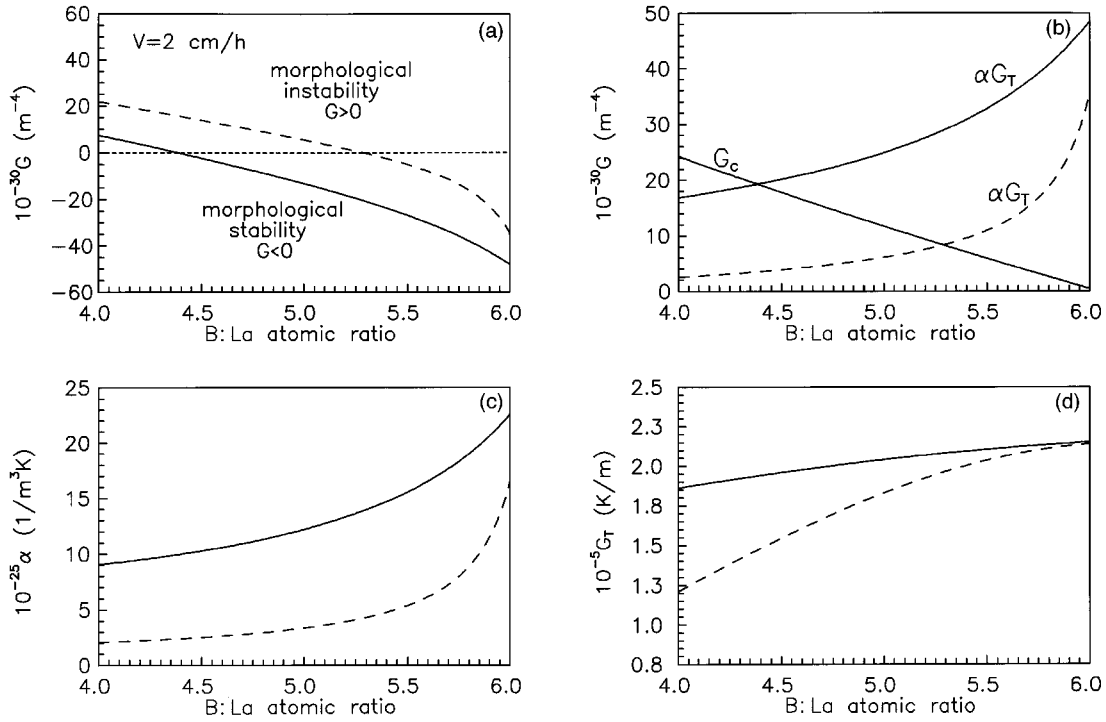 (a)
V=2 cm/h
morphological
instability
G>0
morphological
stability
G<0
60
40
20
0
−20
−40
−60
10⁻³⁰G (m⁻⁴)
4.0 4.5 5.0 5.5 6.0
B:La atomic ratio
(b)
αG_T
G_c
αG_T
50
40
30
20
10
0
10⁻³⁰G (m⁻⁴)
4.0 4.5 5.0 5.5 6.0
B:La atomic ratio
(c)
25
20
15
10
5
0
10⁻²⁵α (1/m³K)
4.0 4.5 5.0 5.5 6.0
B:La atomic ratio
(d)
2.5
2.3
2.0
1.8
1.5
1.3
1.0
0.8
10⁻⁵G_T (K/m)
4.0 4.5 5.0 5.5 6.0
B:La atomic ratio